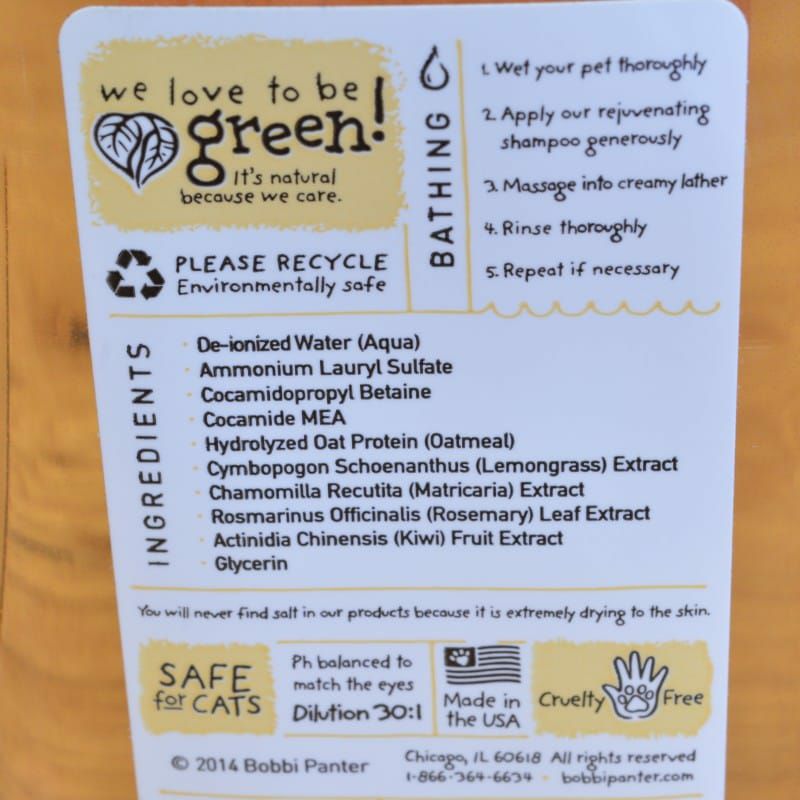 we love to be
green!
It's natural
because we care.
PLEASE RECYCLE
Environmentally safe
BATHING
1. Wet your pet thoroughly
2. Apply our rejuvenating
shampoo generously
3. Massage into creamy lather
4. Rinse thoroughly
5. Repeat if necessary
INGREDIENTS
· De-ionized Water (Aqua)
· Ammonium Lauryl Sulfate
· Cocamidopropyl Betaine
· Cocamide MEA
· Hydrolyzed Oat Protein (Oatmeal)
· Cymbopogon Schoenanthus (Lemongrass) Extract
· Chamomilla Recutita (Matricaria) Extract
· Rosmarinus Officinalis (Rosemary) Leaf Extract
· Actinidia Chinensis (Kiwi) Fruit Extract
· Glycerin
You will never find salt in our products because it is extremely drying to the skin.
SAFE
for CATS
Ph balanced to
match the eyes
Dilution 30:1
Made in
the USA
Cruelty Free
© 2014 Bobbi Panter
Chicago, IL 60618 All rights reserved
1-866-364-6634 · bobbipanter.com